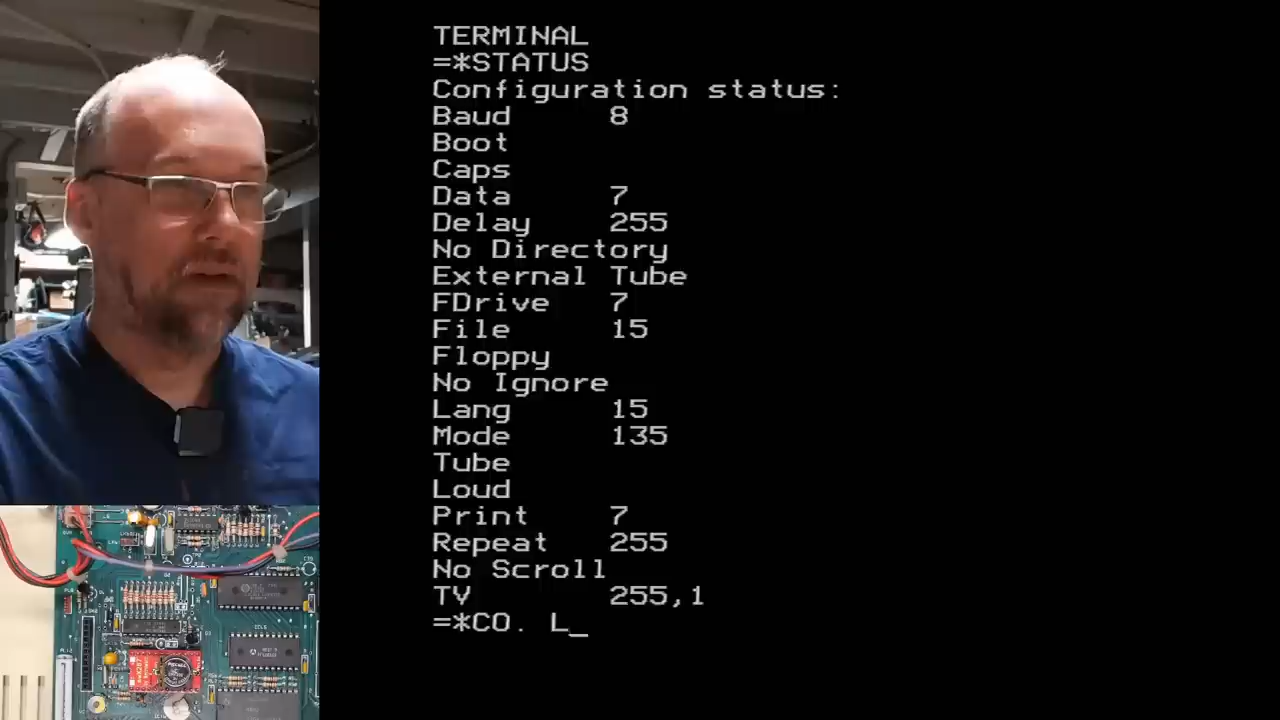 TERMINAL
=*STATUS
Configuration status:
Baud 8
Boot
Caps
Data 7
Delay 255
No Directory
External Tube
FDrive 7
File 15
Floppy
No Ignore
Lang 15
Mode 135
Tube
Loud
Print 7
Repeat 255
No Scroll
TV 255,1
=*CO. L_